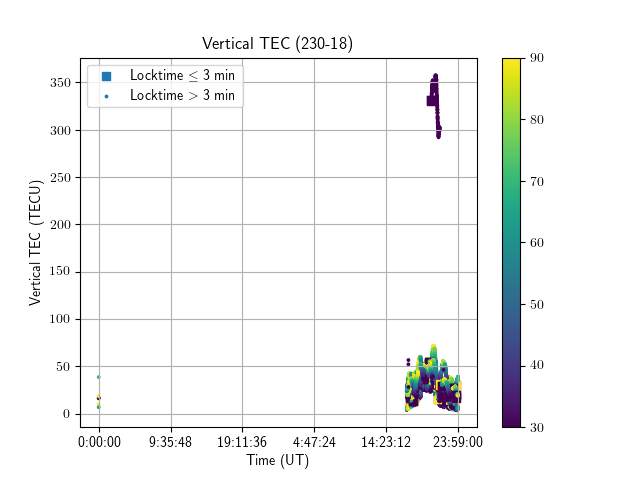 Vertical TEC (230-18)
Locktime ≤ 3 min
Locktime > 3 min
Vertical TEC (TECU)
350
300
250
200
150
100
50
0
0:00:00 9:35:48 19:11:36 4:47:24 14:23:12 23:59:00
Time (UT)
90
80
70
60
50
40
30